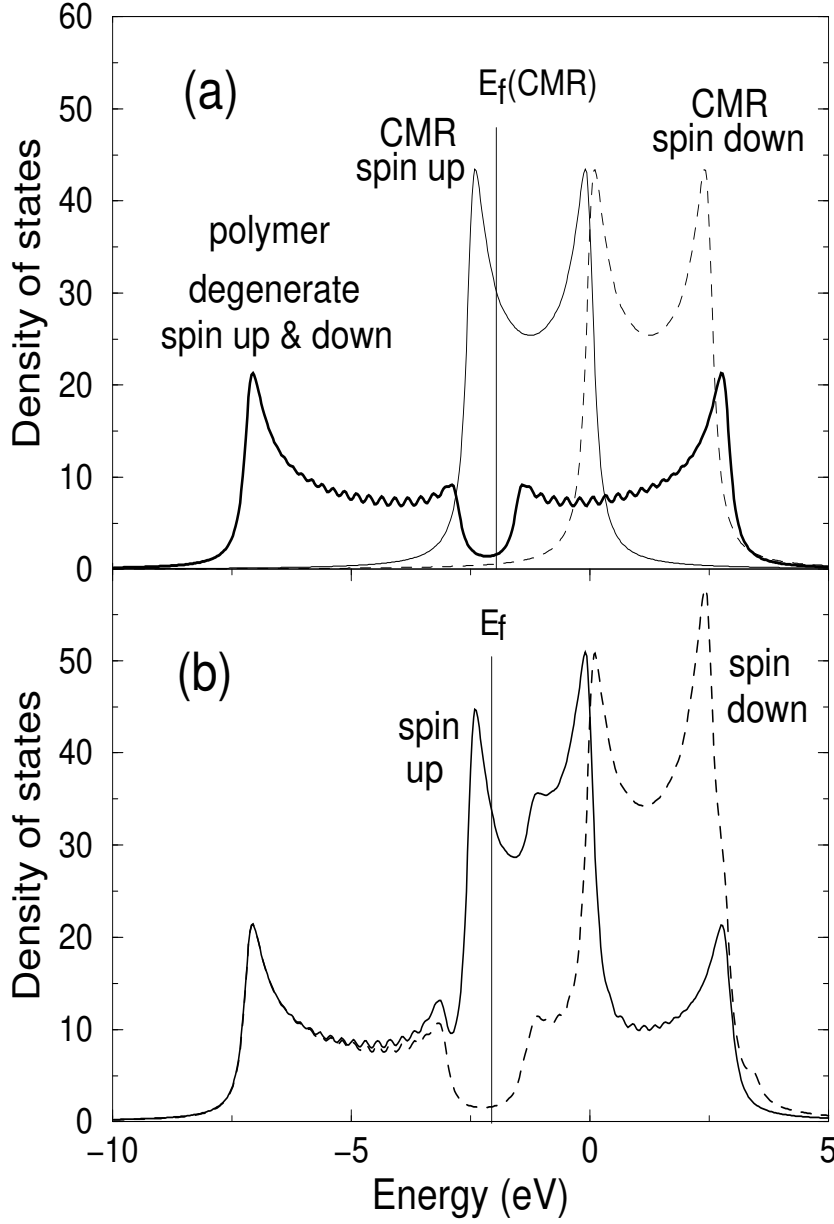 60
50
40
30
20
10
0
Density of states
(a)
Ef(CMR)
CMR
spin up
CMR
spin down
polymer
degenerate
spin up & down
50
40
30
20
10
0
Density of states
(b)
Ef
spin
up
spin
down
−10
−5
0
5
Energy (eV)